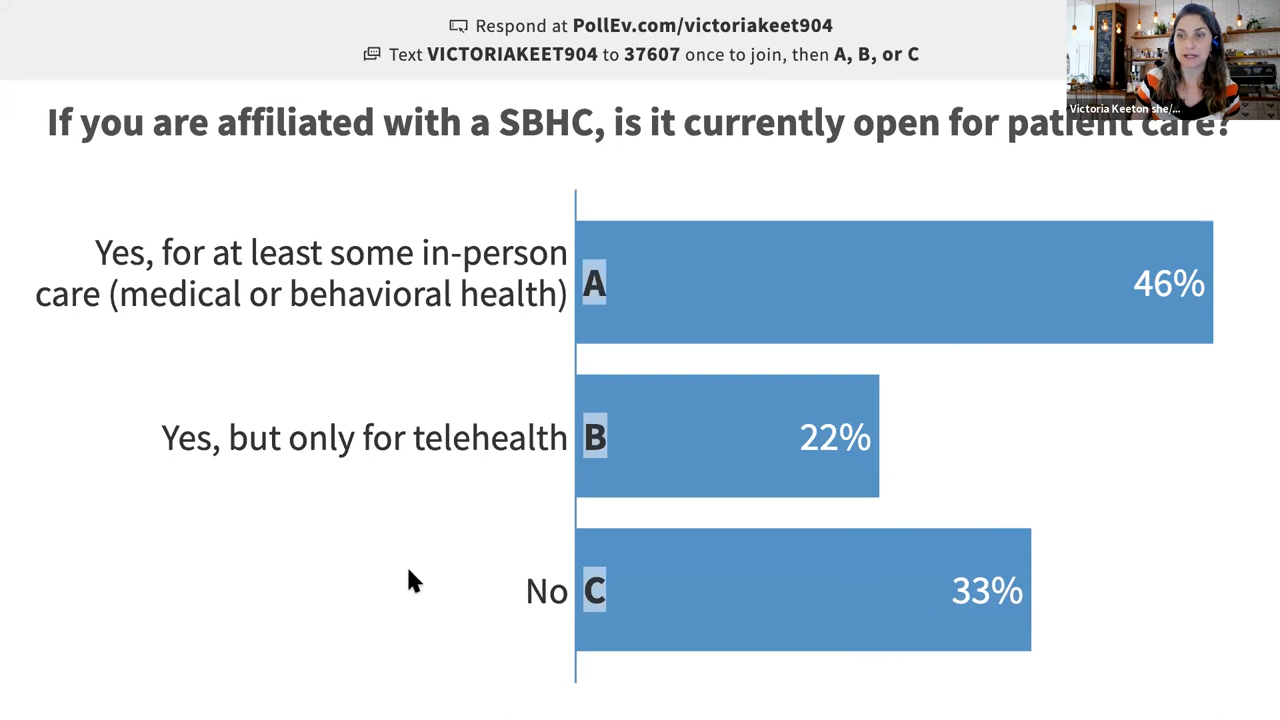 Respond at PollEv.com/victoriakeet904
Text VICTORIAKEET904 to 37607 once to join, then A, B, or C
Victoria Keeton she/...
If you are affiliated with a SBHC, is it currently open for patient care?
Yes, for at least some in-person
care (medical or behavioral health)
A
46%
Yes, but only for telehealth
B
22%
No
C
33%